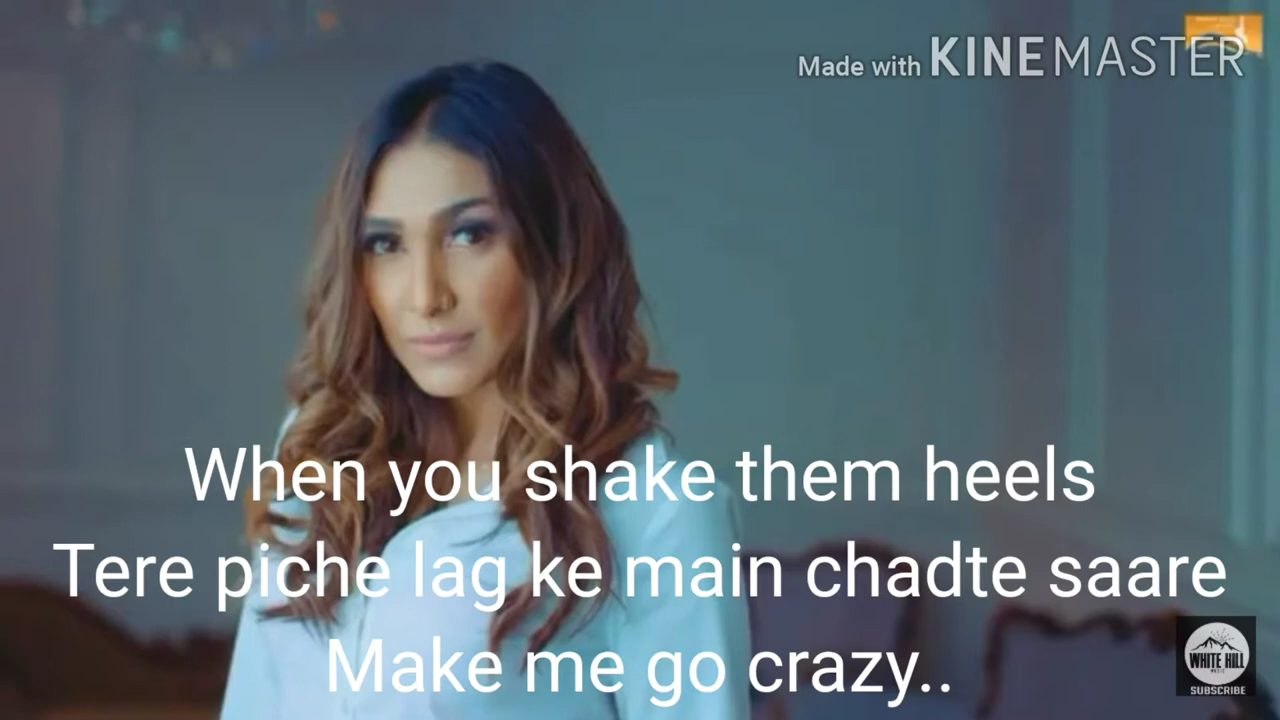 Made with KINEMASTER
When you shake them heels
Tere piche lag ke main chadte saare
Make me go crazy..
WHITE HILL
MUSIC
SUBSCRIBE